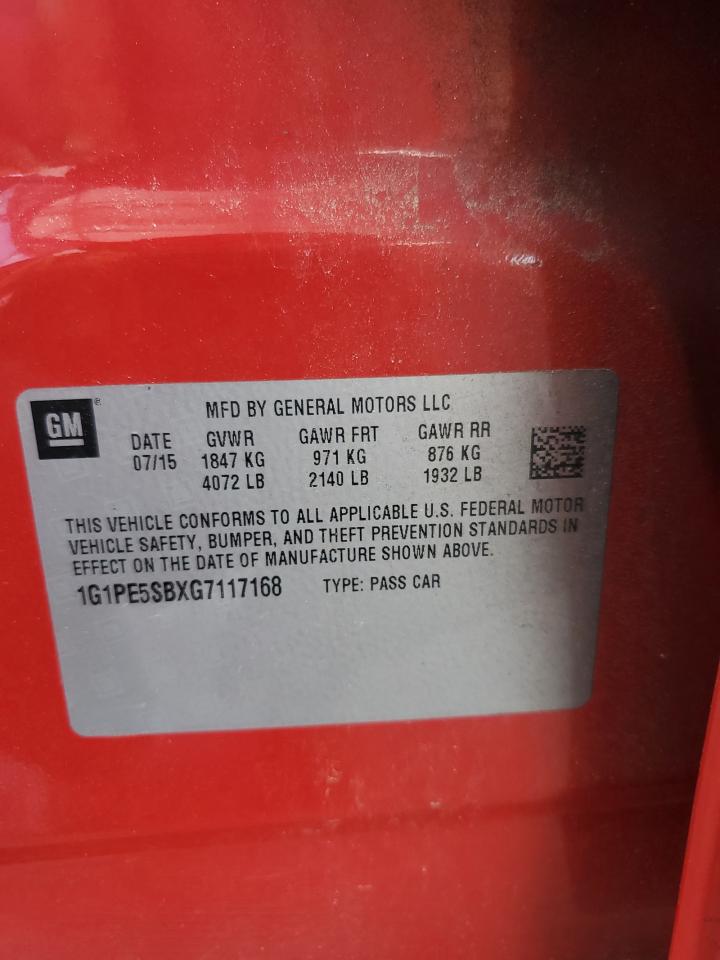 GM ®
MFD BY GENERAL MOTORS LLC
DATE GVWR GAWR FRT GAWR RR
07/15 1847 KG 971 KG 876 KG
4072 LB 2140 LB 1932 LB
THIS VEHICLE CONFORMS TO ALL APPLICABLE U.S. FEDERAL MOTOR
VEHICLE SAFETY, BUMPER, AND THEFT PREVENTION STANDARDS IN
EFFECT ON THE DATE OF MANUFACTURE SHOWN ABOVE.
1G1PE5SBXG7117168 TYPE: PASS CAR